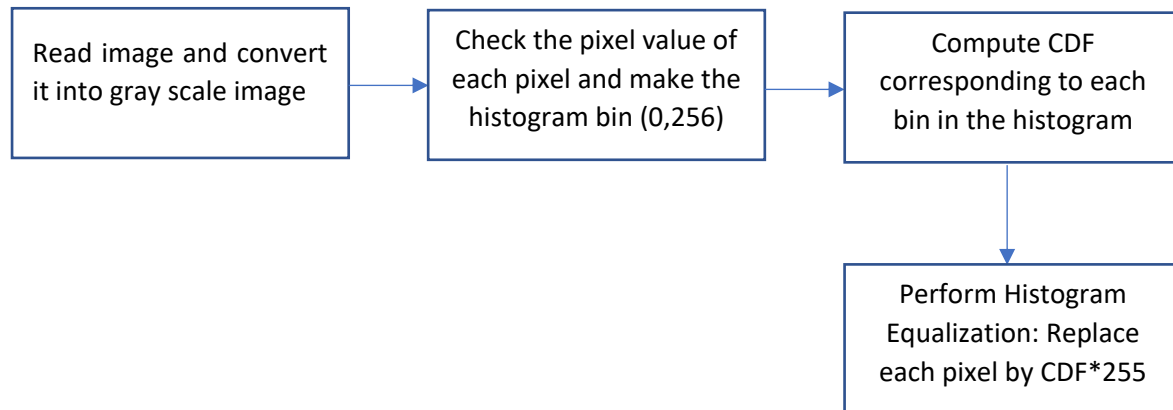 Read image and convert
it into gray scale image
Check the pixel value of
each pixel and make the
histogram bin (0,256)
Compute CDF
corresponding to each
bin in the histogram
Perform Histogram
Equalization: Replace
each pixel by CDF*255